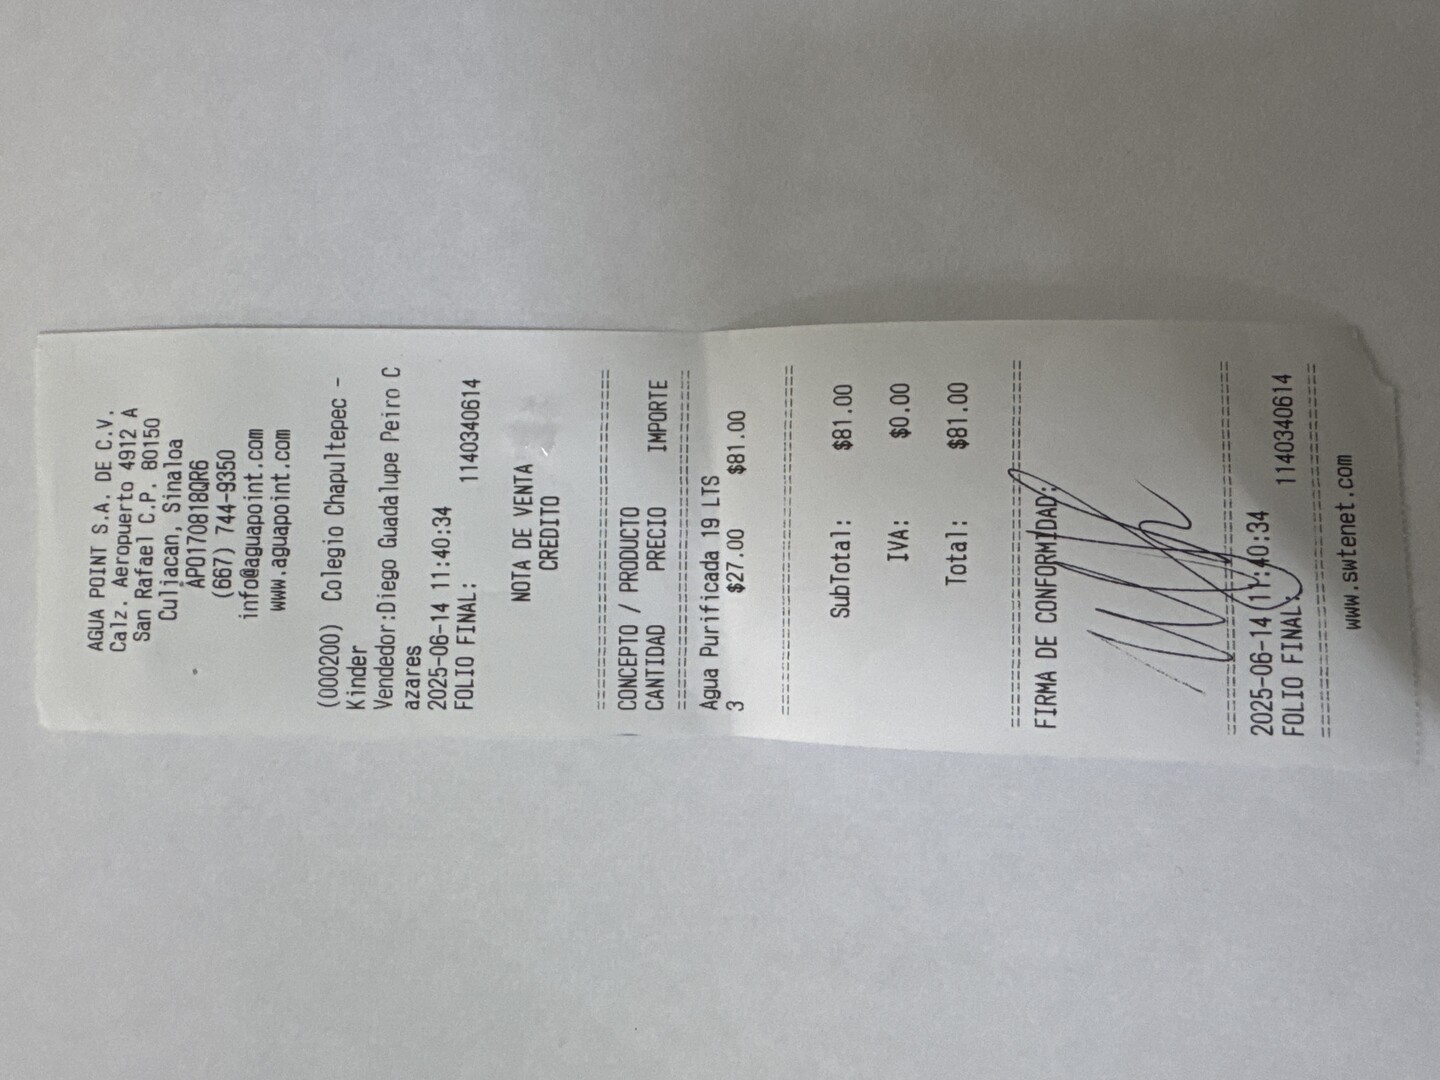 AGUA POINT S.A. DE C.V.
Calz. Aeropuerto 4912 A
San Rafael C.P. 80150
Culiacan, Sinaloa
APO170818QR6
(667) 744-9350
info@aguapoint.com
www.aguapoint.com
(000200) Colegio Chapultepec -
Kinder
Vendedor:Diego Guadalupe Peiro C
azares
2025-06-14 11:40:34
FOLIO FINAL: 1140340614
NOTA DE VENTA
CREDITO
================================
CONCEPTO / PRODUCTO
CANTIDAD PRECIO IMPORTE
================================
Agua Purificada 19 LTS
3 $27.00 $81.00
================================
SubTotal: $81.00
IVA: $0.00
Total: $81.00
================================
FIRMA DE CONFORMIDAD:
================================
2025-06-14 11:40:34
FOLIO FINAL: 1140340614
================================
www.swtenet.com